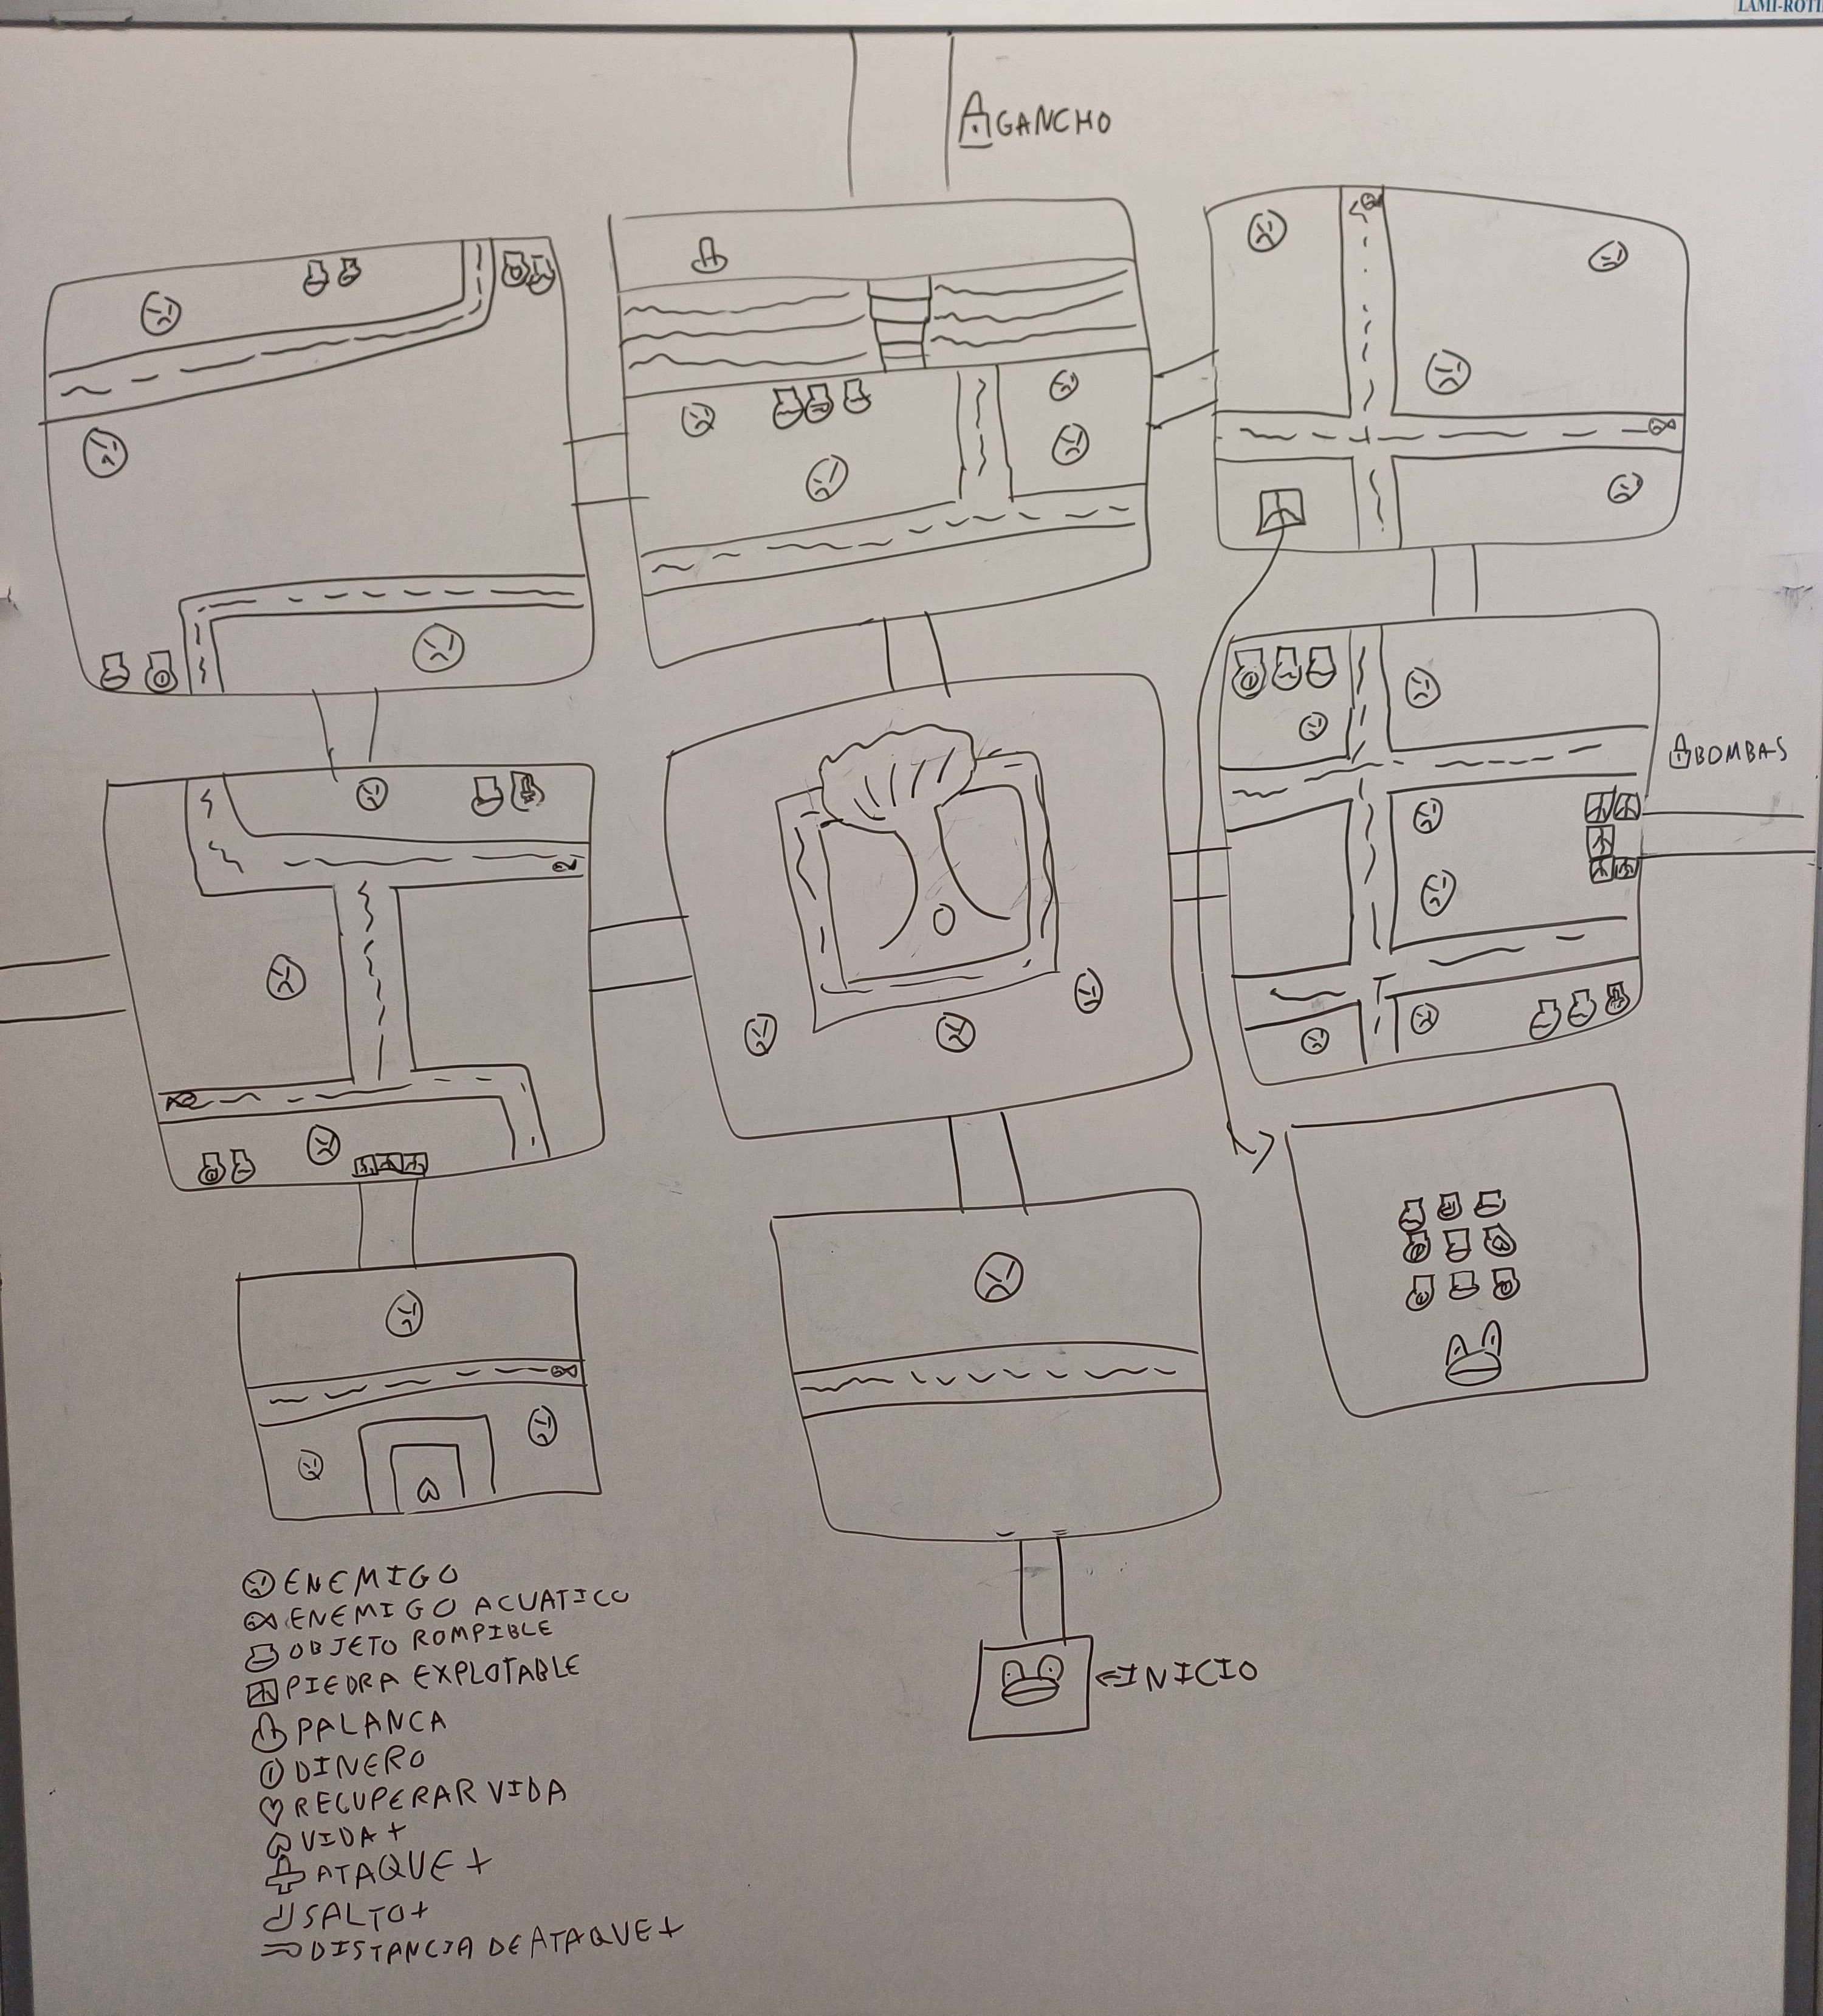 LAMI-ROTI
GANCHO
BOMBAS
←INICIO
ENEMIGO
ENEMIGO ACUATICO
OBJETO ROMPIBLE
PIEDRA EXPLOTABLE
PALANCA
DINERO
RECUPERAR VIDA
VIDA +
ATAQUE +
SALTO+
DISTANCIA DE ATAQUE+